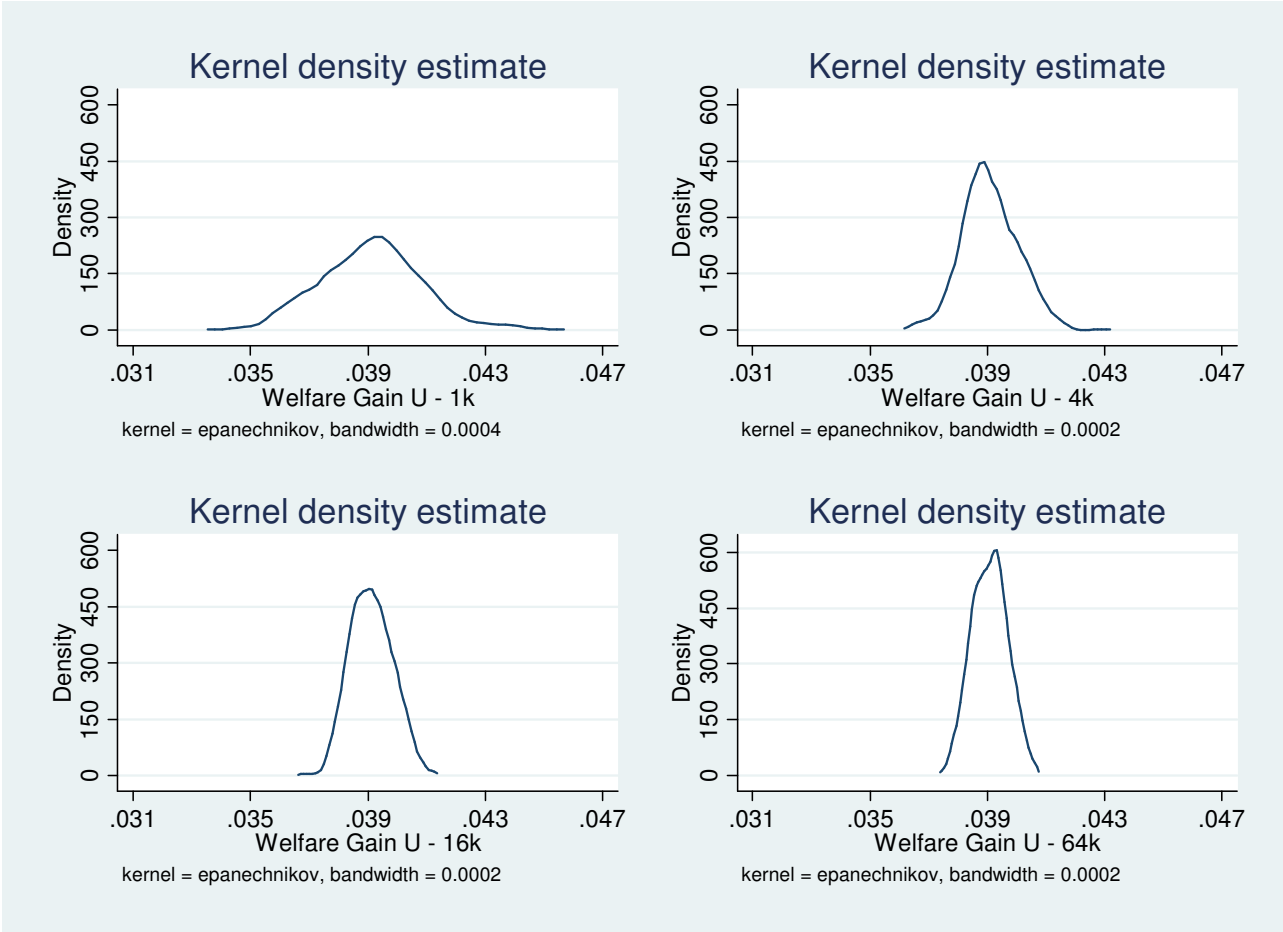 Kernel density estimate
Density
0 150 300 450 600
.031 .035 .039 .043 .047
Welfare Gain U - 1k
kernel = epanechnikov, bandwidth = 0.0004
Kernel density estimate
Density
0 150 300 450 600
.031 .035 .039 .043 .047
Welfare Gain U - 4k
kernel = epanechnikov, bandwidth = 0.0002
Kernel density estimate
Density
0 150 300 450 600
.031 .035 .039 .043 .047
Welfare Gain U - 16k
kernel = epanechnikov, bandwidth = 0.0002
Kernel density estimate
Density
0 150 300 450 600
.031 .035 .039 .043 .047
Welfare Gain U - 64k
kernel = epanechnikov, bandwidth = 0.0002